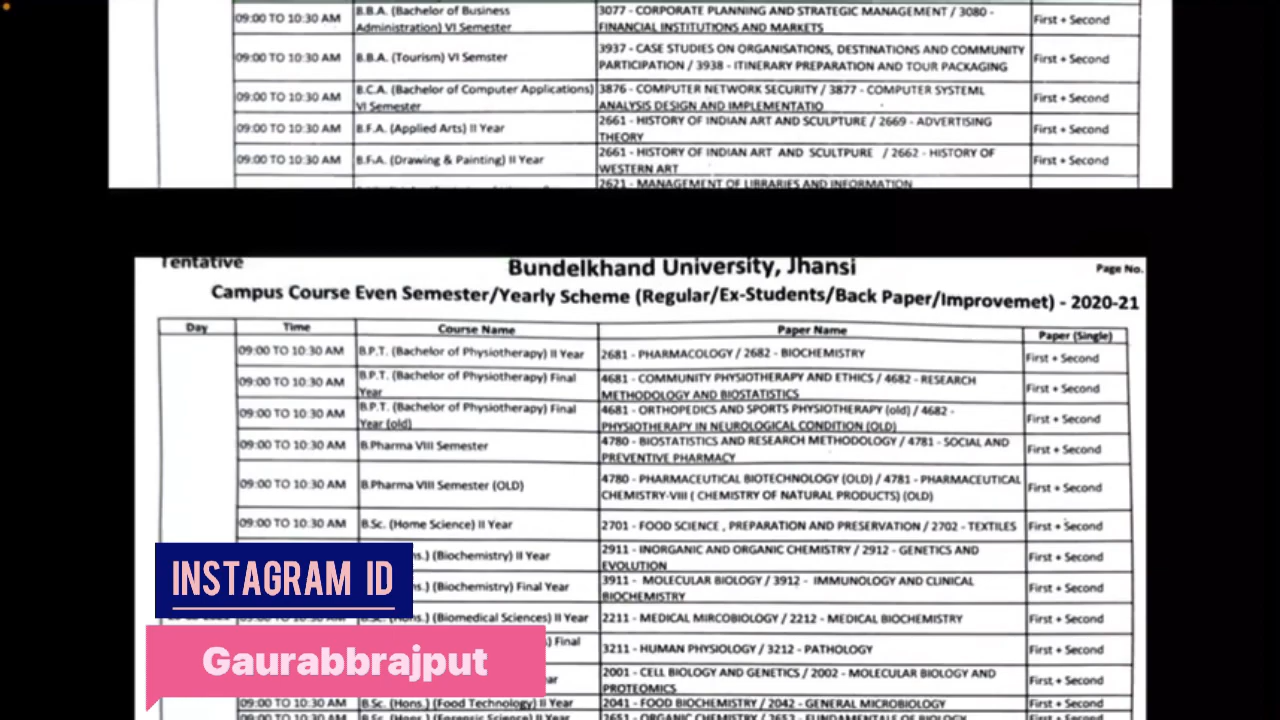 09:00 TO 10:30 AM B.B.A. (Bachelor of Business Administration) VI Semester 3077 - CORPORATE PLANNING AND STRATEGIC MANAGEMENT / 3080 - FINANCIAL INSTITUTIONS AND MARKETS First + Second
09:00 TO 10:30 AM B.B.A. (Tourism) VI Semster 3937 - CASE STUDIES ON ORGANISATIONS, DESTINATIONS AND COMMUNITY PARTICIPATION / 3938 - ITINERARY PREPARATION AND TOUR PACKAGING First + Second
09:00 TO 10:30 AM B.C.A. (Bachelor of Computer Applications) VI Semester 3876 - COMPUTER NETWORK SECURITY / 3877 - COMPUTER SYSTEML ANALYSIS DESIGN AND IMPLEMENTATIO First + Second
09:00 TO 10:30 AM B.F.A. (Applied Arts) II Year 2661 - HISTORY OF INDIAN ART AND SCULPTURE / 2669 - ADVERTISING THEORY First + Second
09:00 TO 10:30 AM B.F.A. (Drawing & Painting) II Year 2661 - HISTORY OF INDIAN ART AND SCULTPURE / 2662 - HISTORY OF WESTERN ART First + Second
2621 - MANAGEMENT OF LIBRARIES AND INFORMATION
Tentative Bundelkhand University, Jhansi Page No.
Campus Course Even Semester/Yearly Scheme (Regular/Ex-Students/Back Paper/Improvemet) - 2020-21
Day Time Course Name Paper Name Paper (Single)
09:00 TO 10:30 AM B.P.T. (Bachelor of Physiotherapy) II Year 2681 - PHARMACOLOGY / 2682 - BIOCHEMISTRY First + Second
09:00 TO 10:30 AM B.P.T. (Bachelor of Physiotherapy) Final Year 4681 - COMMUNITY PHYSIOTHERAPY AND ETHICS / 4682 - RESEARCH METHODOLOGY AND BIOSTATISTICS First + Second
09:00 TO 10:30 AM B.P.T. (Bachelor of Physiotherapy) Final Year (old) 4681 - ORTHOPEDICS AND SPORTS PHYSIOTHERAPY (old) / 4682 - PHYSIOTHERAPY IN NEUROLOGICAL CONDITION (OLD) First + Second
09:00 TO 10:30 AM B.Pharma VIII Semester 4780 - BIOSTATISTICS AND RESEARCH METHODOLOGY / 4781 - SOCIAL AND PREVENTIVE PHARMACY First + Second
09:00 TO 10:30 AM B.Pharma VIII Semester (OLD) 4780 - PHARMACEUTICAL BIOTECHNOLOGY (OLD) / 4781 - PHARMACEUTICAL CHEMISTRY-VIII ( CHEMISTRY OF NATURAL PRODUCTS) (OLD) First + Second
09:00 TO 10:30 AM B.Sc. (Home Science) II Year 2701 - FOOD SCIENCE , PREPARATION AND PRESERVATION / 2702 - TEXTILES First + Second
ns.) (Biochemistry) II Year 2911 - INORGANIC AND ORGANIC CHEMISTRY / 2912 - GENETICS AND EVOLUTION First + Second
INSTAGRAM ID
ns.) (Biochemistry) Final Year 3911 - MOLECULAR BIOLOGY / 3912 - IMMUNOLOGY AND CLINICAL BIOCHEMISTRY First + Second
ns.) (Biomedical Sciences) II Year 2211 - MEDICAL MIRCOBIOLOGY / 2212 - MEDICAL BIOCHEMISTRY First + Second
Final 3211 - HUMAN PHYSIOLOGY / 3212 - PATHOLOGY First + Second
Gaurabbrajput
2001 - CELL BIOLOGY AND GENETICS / 2002 - MOLECULAR BIOLOGY AND PROTEOMICS First + Second
09:00 TO 10:30 AM B.Sc. (Hons.) (Food Technology) II Year 2041 - FOOD BIOCHEMISTRY / 2042 - GENERAL MICROBIOLOGY First + Second